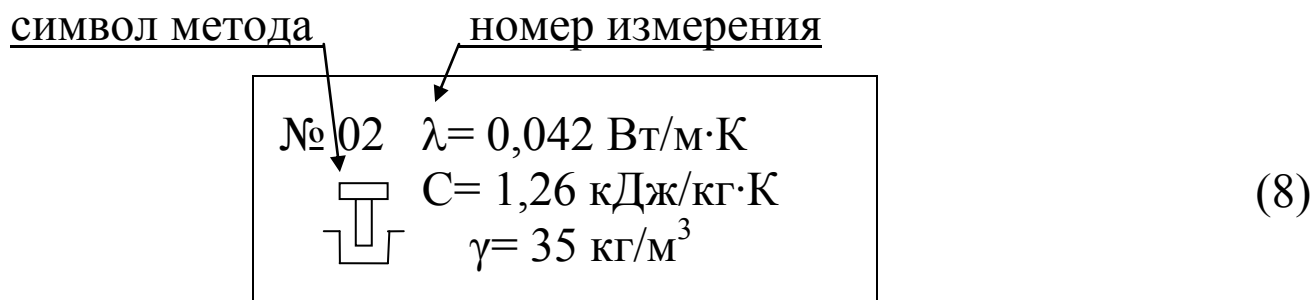 символ метода номер измерения
№ 02 λ= 0,042 Вт/м·К
С= 1,26 кДж/кг·К (8)
γ= 35 кг/м³